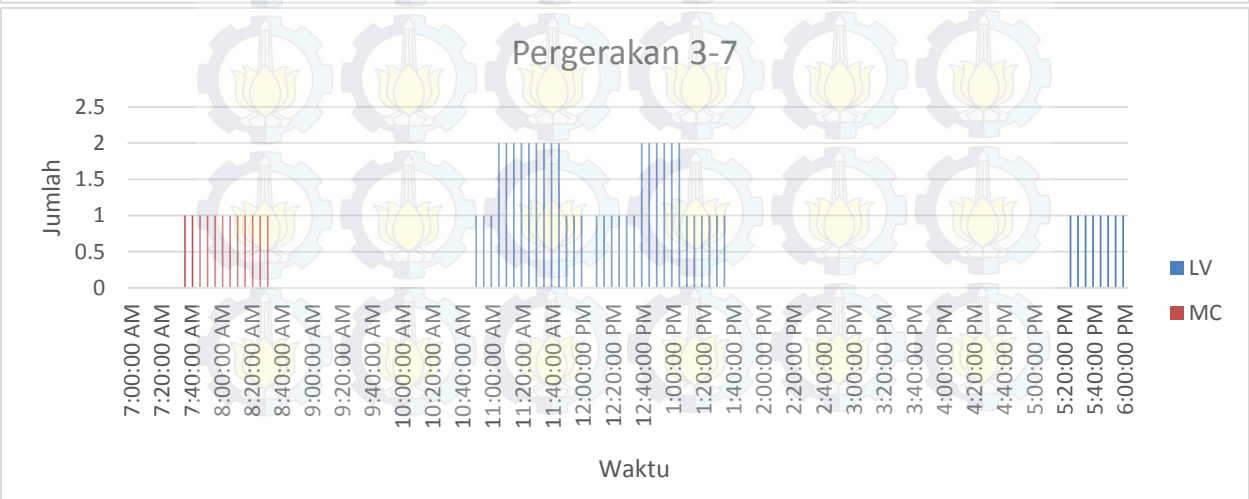 Pergerakan 3-7
2.5
2
1.5
1
0.5
0
Jumlah
7:00:00 AM
7:20:00 AM
7:40:00 AM
8:00:00 AM
8:20:00 AM
8:40:00 AM
9:00:00 AM
9:20:00 AM
9:40:00 AM
10:00:00 AM
10:20:00 AM
10:40:00 AM
11:00:00 AM
11:20:00 AM
11:40:00 AM
12:00:00 PM
12:20:00 PM
12:40:00 PM
1:00:00 PM
1:20:00 PM
1:40:00 PM
2:00:00 PM
2:20:00 PM
2:40:00 PM
3:00:00 PM
3:20:00 PM
3:40:00 PM
4:00:00 PM
4:20:00 PM
4:40:00 PM
5:00:00 PM
5:20:00 PM
5:40:00 PM
6:00:00 PM
Waktu
LV
MC